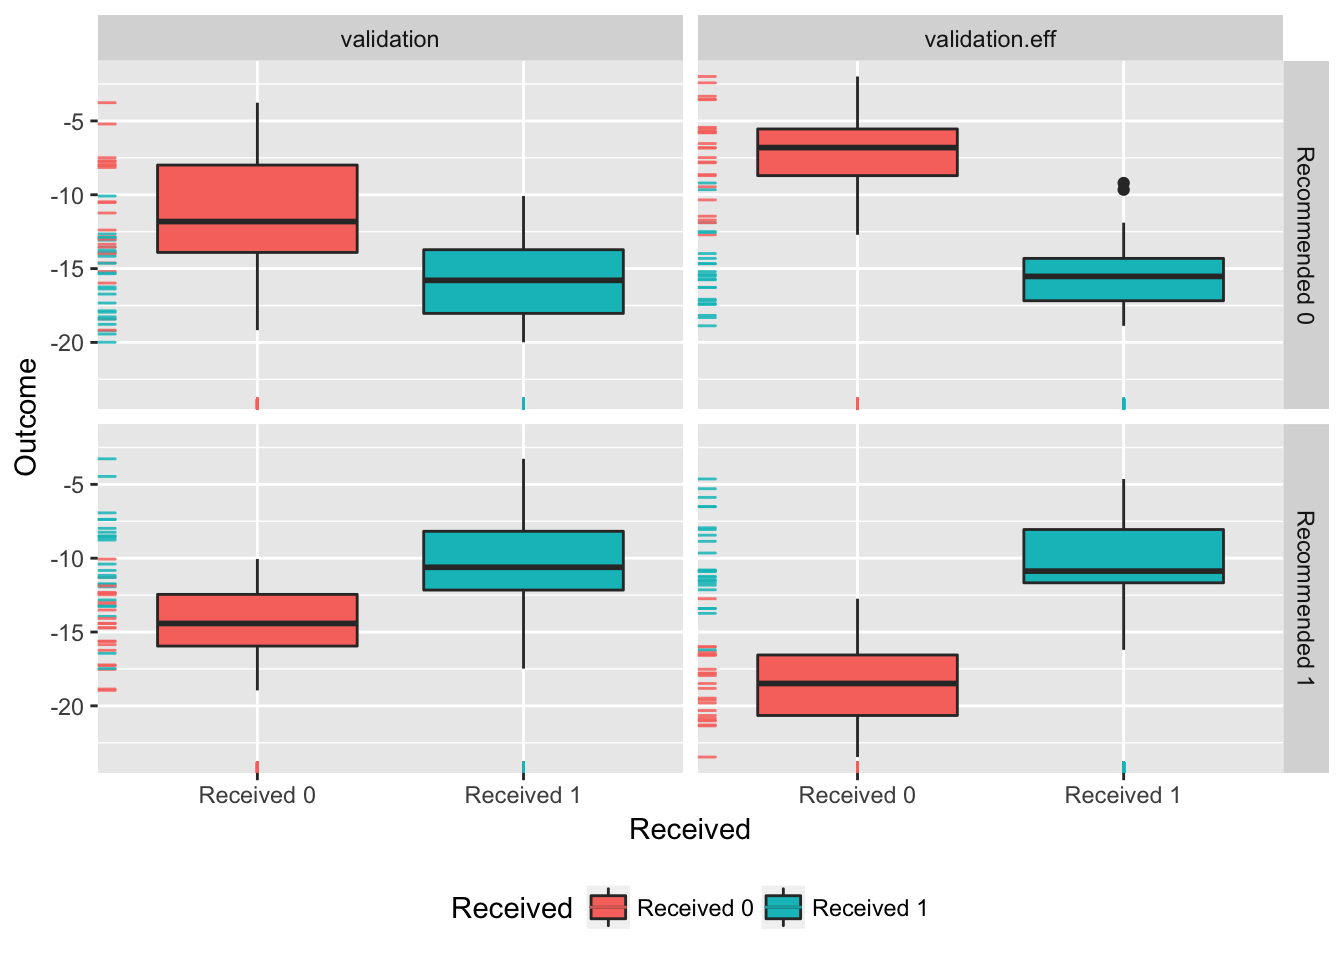 validation
validation.eff
-5
-10
-15
-20
Recommended 0
Outcome
-5
-10
-15
-20
Recommended 1
Received 0
Received 1
Received 0
Received 1
Received
Received
Received 0
Received 1